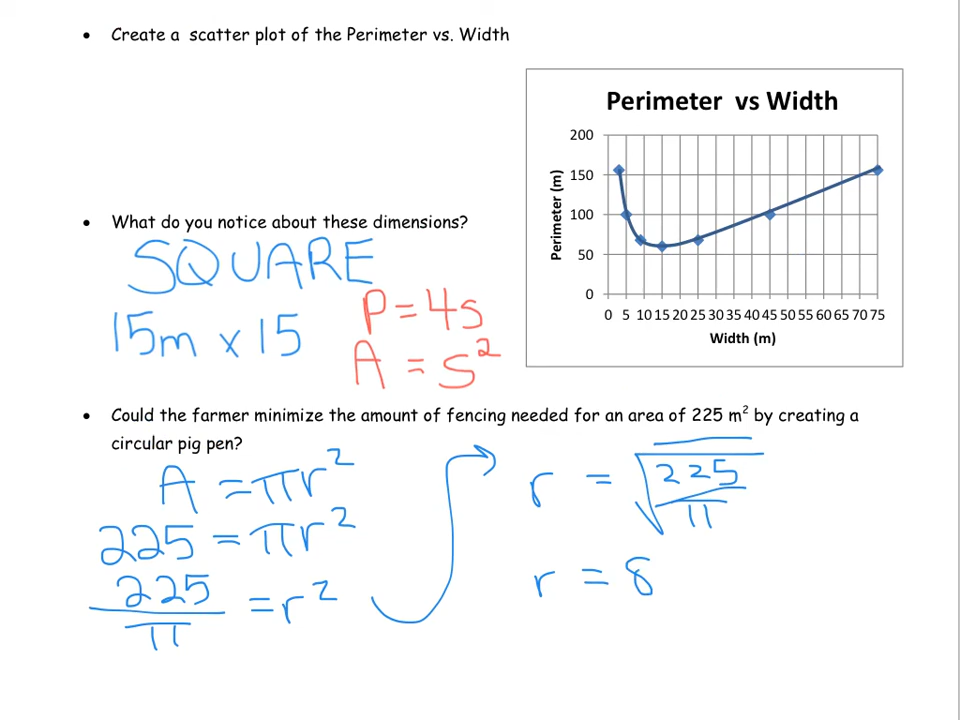 • Create a scatter plot of the Perimeter vs. Width
Perimeter vs Width
Perimeter (m)
200
150
100
50
0
0 5 10 15 20 25 30 35 40 45 50 55 60 65 70 75
Width (m)
• What do you notice about these dimensions?
SQUARE
15m x 15
P = 4s
A = s²
• Could the farmer minimize the amount of fencing needed for an area of 225 m² by creating a
circular pig pen?
A = πr²
225 = πr²
225/π = r²
r = √(225/π)
r = 8